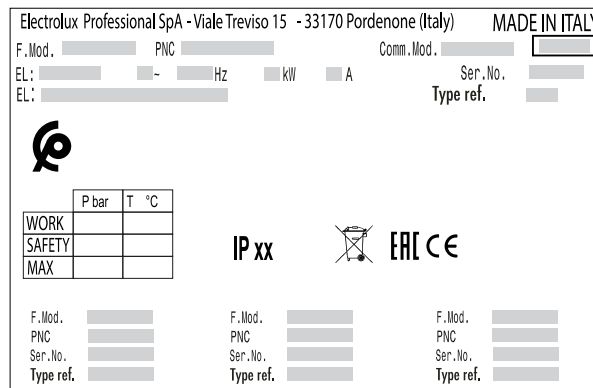 Electrolux Professional SpA - Viale Treviso 15 - 33170 Pordenone (Italy) MADE IN ITALY
F.Mod. PNC Comm.Mod.
EL: ~ Hz kW A Ser.No.
EL: Type ref.
P bar T °C
WORK
SAFETY
MAX
IP xx EAC CE
F.Mod. F.Mod. F.Mod.
PNC PNC PNC
Ser.No. Ser.No. Ser.No.
Type ref. Type ref. Type ref.